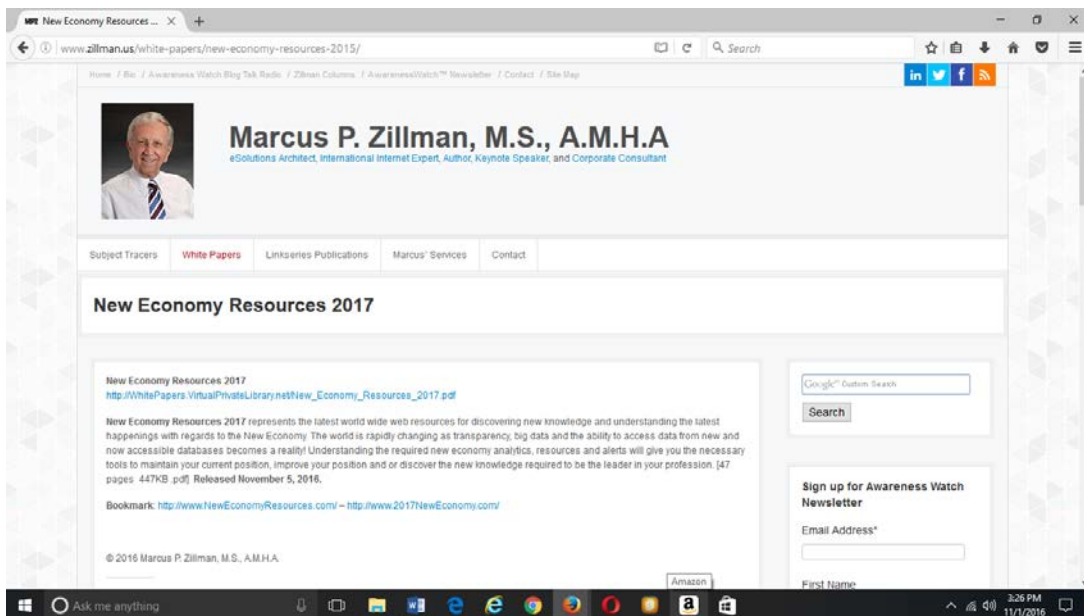 New Economy Resources ...
www.zillman.us/white-papers/new-economy-resources-2015/
Search
Home / Bio / Awareness Watch Blog Talk Radio / Zillman Columns / AwarenessWatch™ Newsletter / Contact / Site Map
in f
Marcus P. Zillman, M.S., A.M.H.A
eSolutions Architect, International Internet Expert, Author, Keynote Speaker, and Corporate Consultant
Subject Tracers White Papers Linkseries Publications Marcus' Services Contact
New Economy Resources 2017
New Economy Resources 2017
http://WhitePapers.VirtualPrivateLibrary.net/New_Economy_Resources_2017.pdf
New Economy Resources 2017 represents the latest world wide web resources for discovering new knowledge and understanding the latest
happenings with regards to the New Economy. The world is rapidly changing as transparency, big data and the ability to access data from new and
now accessible databases becomes a reality! Understanding the required new economy analytics, resources and alerts will give you the necessary
tools to maintain your current position, improve your position and or discover the new knowledge required to be the leader in your profession. [47
pages 447KB .pdf] Released November 5, 2016.
Bookmark: http://www.NewEconomyResources.com/ – http://www.2017NewEconomy.com/
© 2016 Marcus P. Zillman, M.S., A.M.H.A.
Google™ Custom Search
Search
Sign up for Awareness Watch
Newsletter
Email Address*
First Name
Amazon
Ask me anything
3:26 PM
11/1/2016